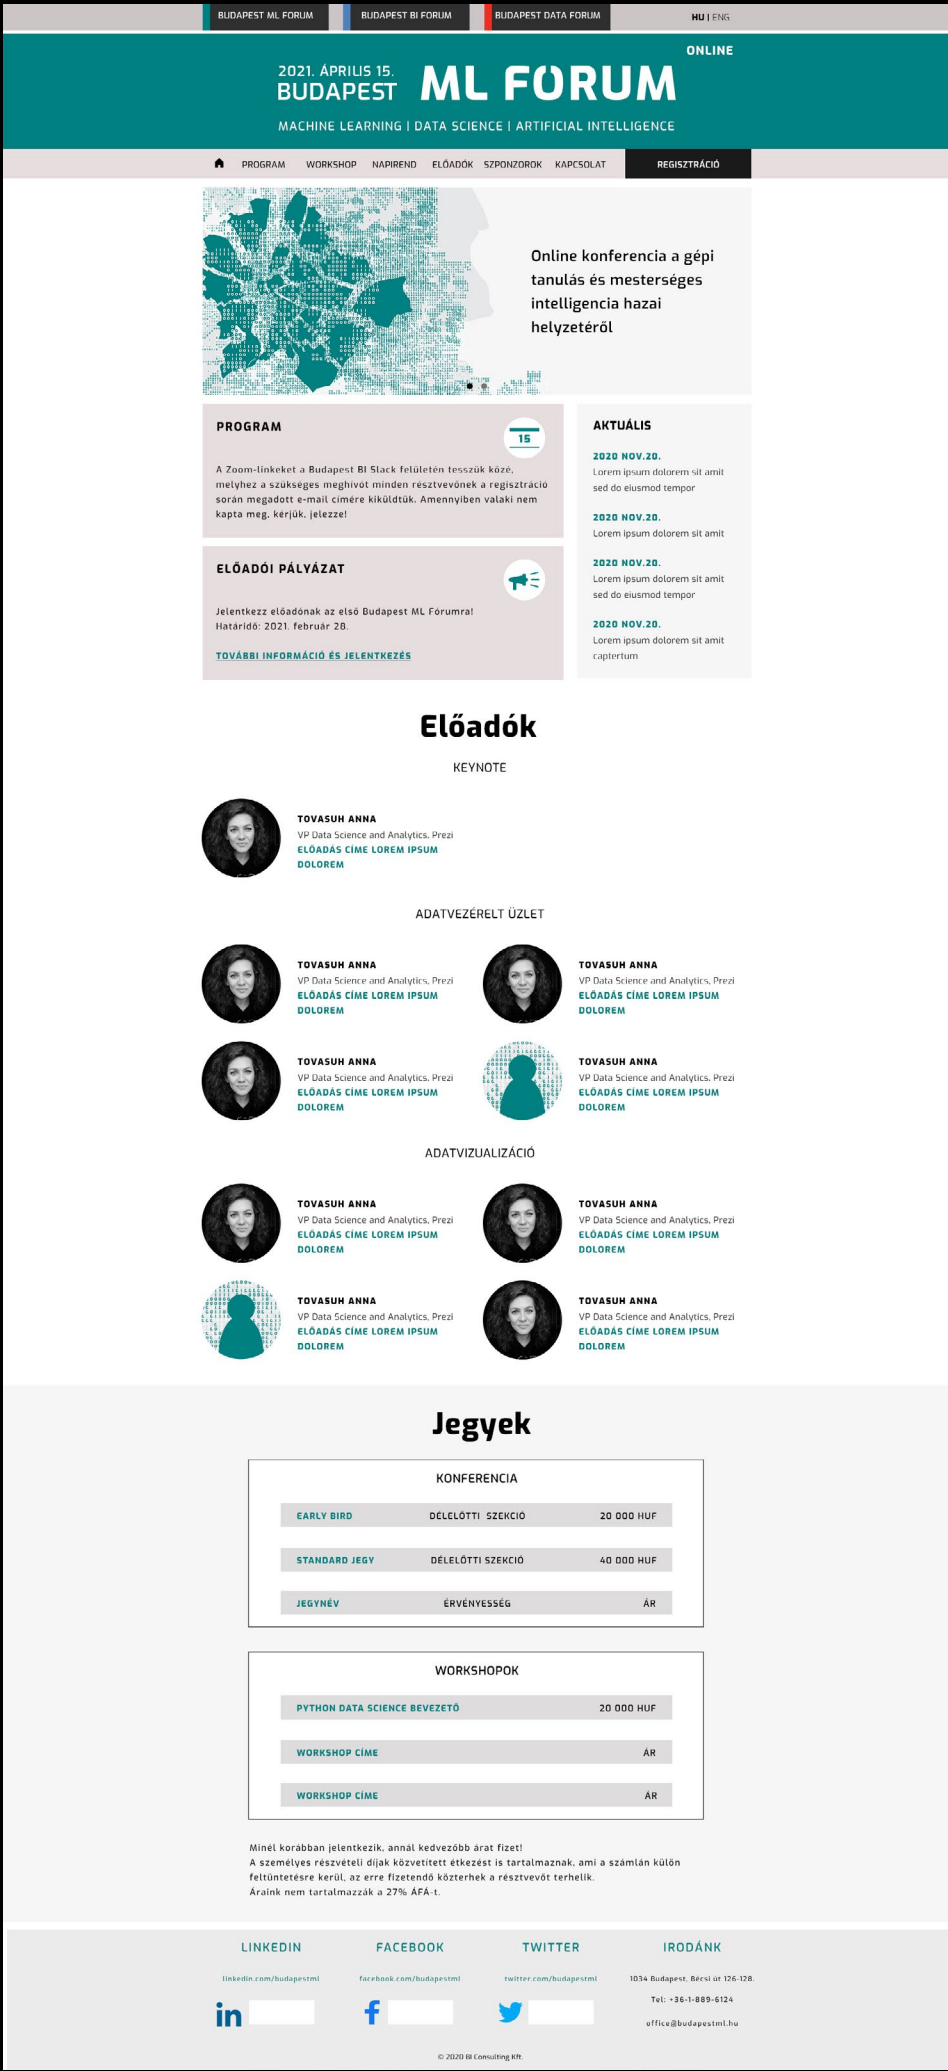 BUDAPEST ML FORUM
BUDAPEST BI FORUM
BUDAPEST DATA FORUM
HU | ENG
ONLINE
2021. ÁPRILIS 15.
BUDAPEST
ML FORUM
MACHINE LEARNING | DATA SCIENCE | ARTIFICIAL INTELLIGENCE
PROGRAM WORKSHOP NAPIREND ELŐADÓK SZPONZOROK KAPCSOLAT REGISZTRÁCIÓ
Online konferencia a gépi
tanulás és mesterséges
intelligencia hazai
helyzetéről
PROGRAM
15
A Zoom-linkeket a Budapest BI Slack felületén tesszük közé,
melyhez a szükséges meghívót minden résztvevőnek a regisztráció
során megadott e-mail címére kiküldtük. Amennyiben valaki nem
kapta meg, kérjük, jelezze!
ELŐADÓI PÁLYÁZAT
Jelentkezz előadónak az első Budapest ML Fórumra!
Határidő: 2021. február 28.
TOVÁBBI INFORMÁCIÓ ÉS JELENTKEZÉS
AKTUÁLIS
2020 NOV.20.
Lorem ipsum dolorem sit amit
sed do eiusmod tempor
2020 NOV.20.
Lorem ipsum dolorem sit amit
2020 NOV.20.
Lorem ipsum dolorem sit amit
sed do eiusmod tempor
2020 NOV.20.
Lorem ipsum dolorem sit amit
captertum
Előadók
KEYNOTE
TOVASUH ANNA
VP Data Science and Analytics, Prezi
ELŐADÁS CÍME LOREM IPSUM
DOLOREM
ADATVEZÉRELT ÜZLET
TOVASUH ANNA
VP Data Science and Analytics, Prezi
ELŐADÁS CÍME LOREM IPSUM
DOLOREM
TOVASUH ANNA
VP Data Science and Analytics, Prezi
ELŐADÁS CÍME LOREM IPSUM
DOLOREM
TOVASUH ANNA
VP Data Science and Analytics, Prezi
ELŐADÁS CÍME LOREM IPSUM
DOLOREM
TOVASUH ANNA
VP Data Science and Analytics, Prezi
ELŐADÁS CÍME LOREM IPSUM
DOLOREM
ADATVIZUALIZÁCIÓ
TOVASUH ANNA
VP Data Science and Analytics, Prezi
ELŐADÁS CÍME LOREM IPSUM
DOLOREM
TOVASUH ANNA
VP Data Science and Analytics, Prezi
ELŐADÁS CÍME LOREM IPSUM
DOLOREM
TOVASUH ANNA
VP Data Science and Analytics, Prezi
ELŐADÁS CÍME LOREM IPSUM
DOLOREM
TOVASUH ANNA
VP Data Science and Analytics, Prezi
ELŐADÁS CÍME LOREM IPSUM
DOLOREM
Jegyek
KONFERENCIA
EARLY BIRD DÉLELŐTTI SZEKCIÓ 20 000 HUF
STANDARD JEGY DÉLELŐTTI SZEKCIÓ 40 000 HUF
JEGYNÉV ÉRVÉNYESSÉG ÁR
WORKSHOPOK
PYTHON DATA SCIENCE BEVEZETŐ 20 000 HUF
WORKSHOP CÍME ÁR
WORKSHOP CÍME ÁR
Minél korábban jelentkezik, annál kedvezőbb árat fizet!
A személyes részvételi díjak közvetített étkezést is tartalmaznak, ami a számlán külön
feltüntetésre kerül, az erre fizetendő közterhek a résztvevőt terhelik.
Áraink nem tartalmazzák a 27% ÁFÁ-t.
LINKEDIN
linkedin.com/budapestml
in
FACEBOOK
facebook.com/budapestml
f
TWITTER
twitter.com/budapestml
IRODÁNK
1034 Budapest, Bécsi út 126-128.
Tel: +36-1-889-6124
office@budapestml.hu
© 2020 BI Consulting Kft.